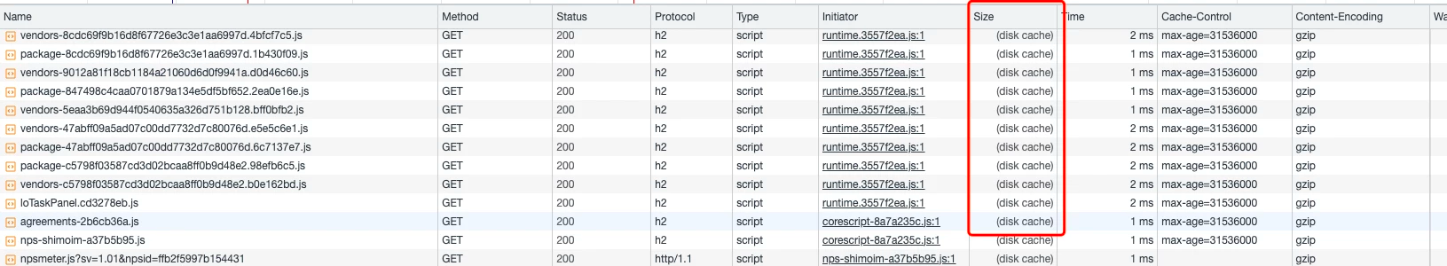 Name Method Status Protocol Type Initiator Size Time Cache-Control Content-Encoding
vendors-8cdc69f9b16d8f67726e3c3e1aa6997d.4bfcf7c5.js GET 200 h2 script runtime.3557f2ea.js:1 (disk cache) 2 ms max-age=31536000 gzip
package-8cdc69f9b16d8f67726e3c3e1aa6997d.1b430f09.js GET 200 h2 script runtime.3557f2ea.js:1 (disk cache) 1 ms max-age=31536000 gzip
vendors-9012a81f18cb1184a21060d6d0f9941a.d0d46c60.js GET 200 h2 script runtime.3557f2ea.js:1 (disk cache) 1 ms max-age=31536000 gzip
package-847498c4caa0701879a134e5df5bf652.2ea0e16e.js GET 200 h2 script runtime.3557f2ea.js:1 (disk cache) 1 ms max-age=31536000 gzip
vendors-5eaa3b69d944f0540635a326d751b128.bff0bfb2.js GET 200 h2 script runtime.3557f2ea.js:1 (disk cache) 1 ms max-age=31536000 gzip
vendors-47abff09a5ad07c00dd7732d7c80076d.e5e5c6e1.js GET 200 h2 script runtime.3557f2ea.js:1 (disk cache) 2 ms max-age=31536000 gzip
package-47abff09a5ad07c00dd7732d7c80076d.6c7137e7.js GET 200 h2 script runtime.3557f2ea.js:1 (disk cache) 1 ms max-age=31536000 gzip
package-c5798f03587cd3d02bcaa8ff0b9d48e2.98efb6c5.js GET 200 h2 script runtime.3557f2ea.js:1 (disk cache) 2 ms max-age=31536000 gzip
vendors-c5798f03587cd3d02bcaa8ff0b9d48e2.b0e162bd.js GET 200 h2 script runtime.3557f2ea.js:1 (disk cache) 2 ms max-age=31536000 gzip
loTaskPanel.cd3278eb.js GET 200 h2 script runtime.3557f2ea.js:1 (disk cache) 2 ms max-age=31536000 gzip
agreements-2b6cb36a.js GET 200 h2 script corescript-8a7a235c.js:1 (disk cache) 1 ms max-age=31536000 gzip
nps-shimoim-a37b5b95.js GET 200 h2 script corescript-8a7a235c.js:1 (disk cache) 1 ms max-age=31536000 gzip
npsmeter.js?sv=1.01&npsid=ffb2f5997b154431 GET 200 http/1.1 script nps-shimoim-a37b5b95.js:1 (disk cache) 1 ms gzip